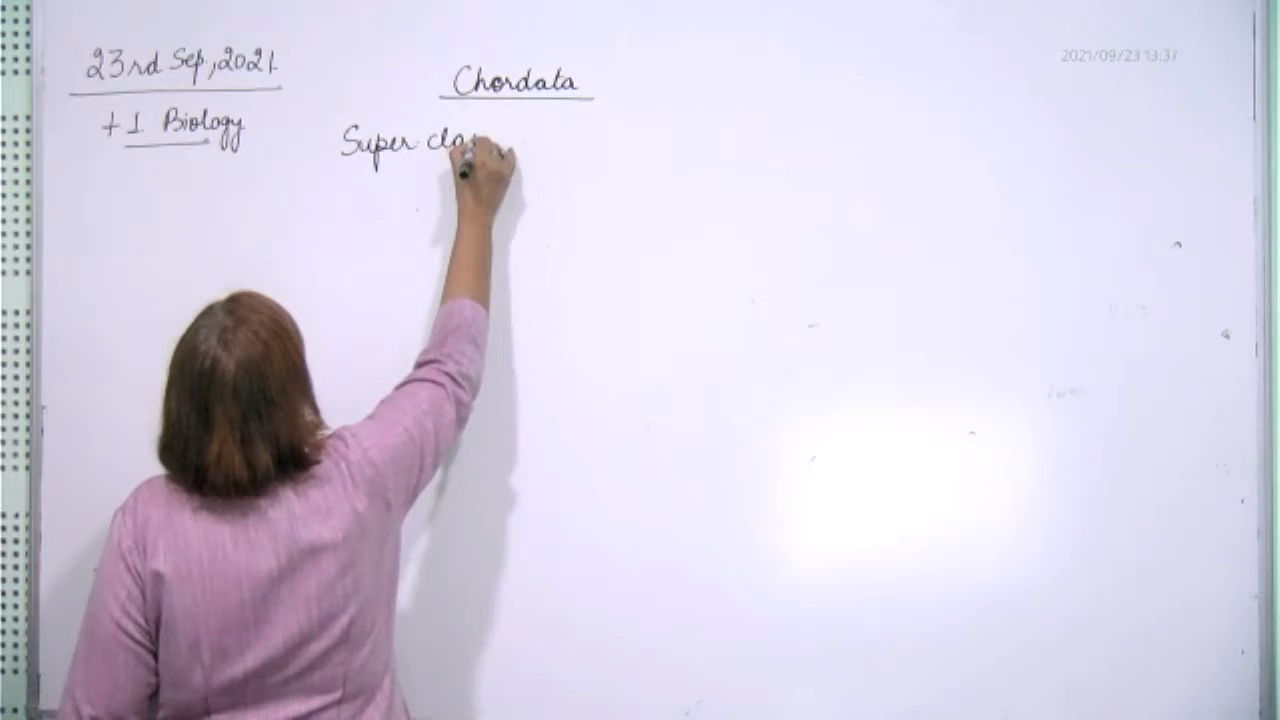 23rd Sep, 2021.
2021/09/23 13:37
Chordata
+1 Biology
Super cla